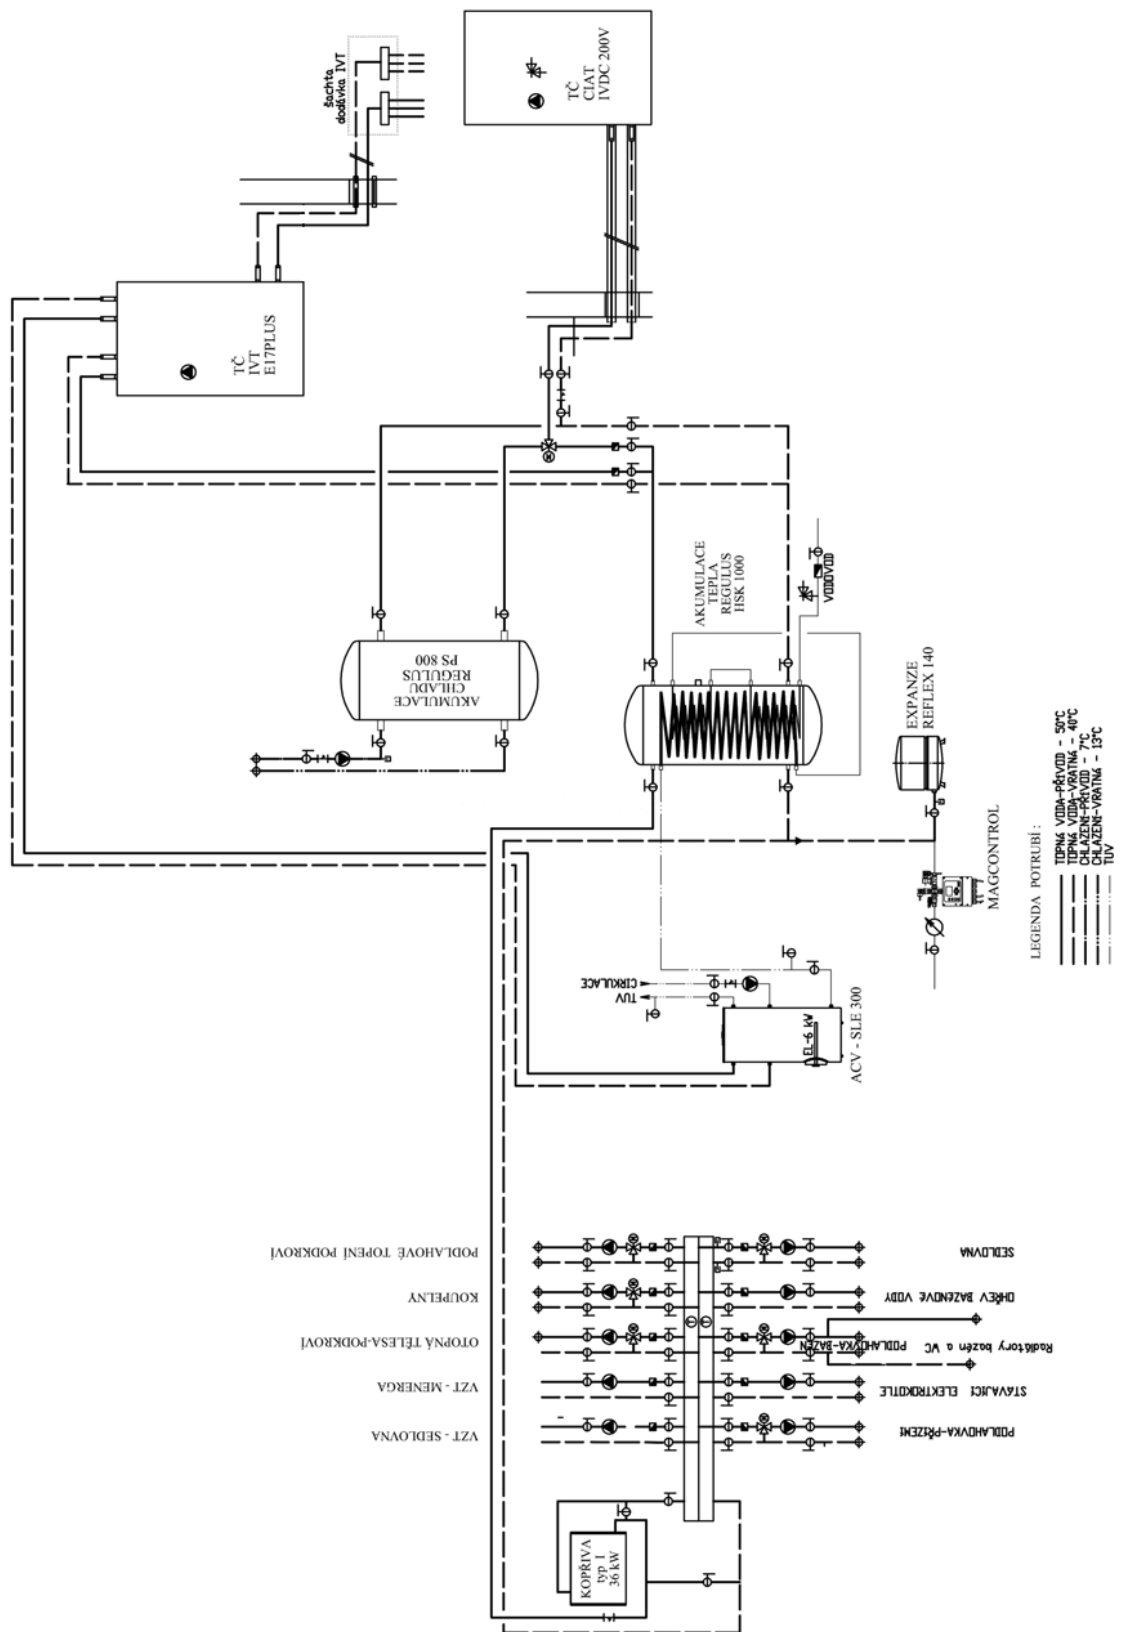 šachta
dodávka IVT
TČ
CIAT
IVDC 200V
TČ
IVT
E17PLUS
AKUMULACE
CHLADU
REGULUS
PS 800
AKUMULACE
TEPLA
REGULUS
HSK 1000
VODOVOD
EXPANZE
REFLEX 140
MAGCONTROL
LEGENDA POTRUBÍ :
TOPNÁ VODA-PŘÍVOD - 50°C
TOPNÁ VODA-VRATNÁ - 40°C
CHLAZENÍ-PŘÍVOD - 7°C
CHLAZENÍ-VRATNÁ - 13°C
TUV
CIRKULACE
TUV
EL-6 kW
ACV - SLE 300
PODLAHOVÉ TOPENÍ PODKROVÍ
KOUPELNY
OTOPNÁ TĚLESA-PODKROVÍ
VZT - MENERGA
VZT - SEDLOVNA
SEDLOVNA
OHŘEV BAZÉNOVÉ VODY
PODLAHOVKA-BAZÉN
Radiátory bazén a WC
STÁVAJÍCÍ ELEKTROKOTLE
PODLAHOVKA-PŘÍZEMÍ
KOPŘIVA
typ I
36 kW